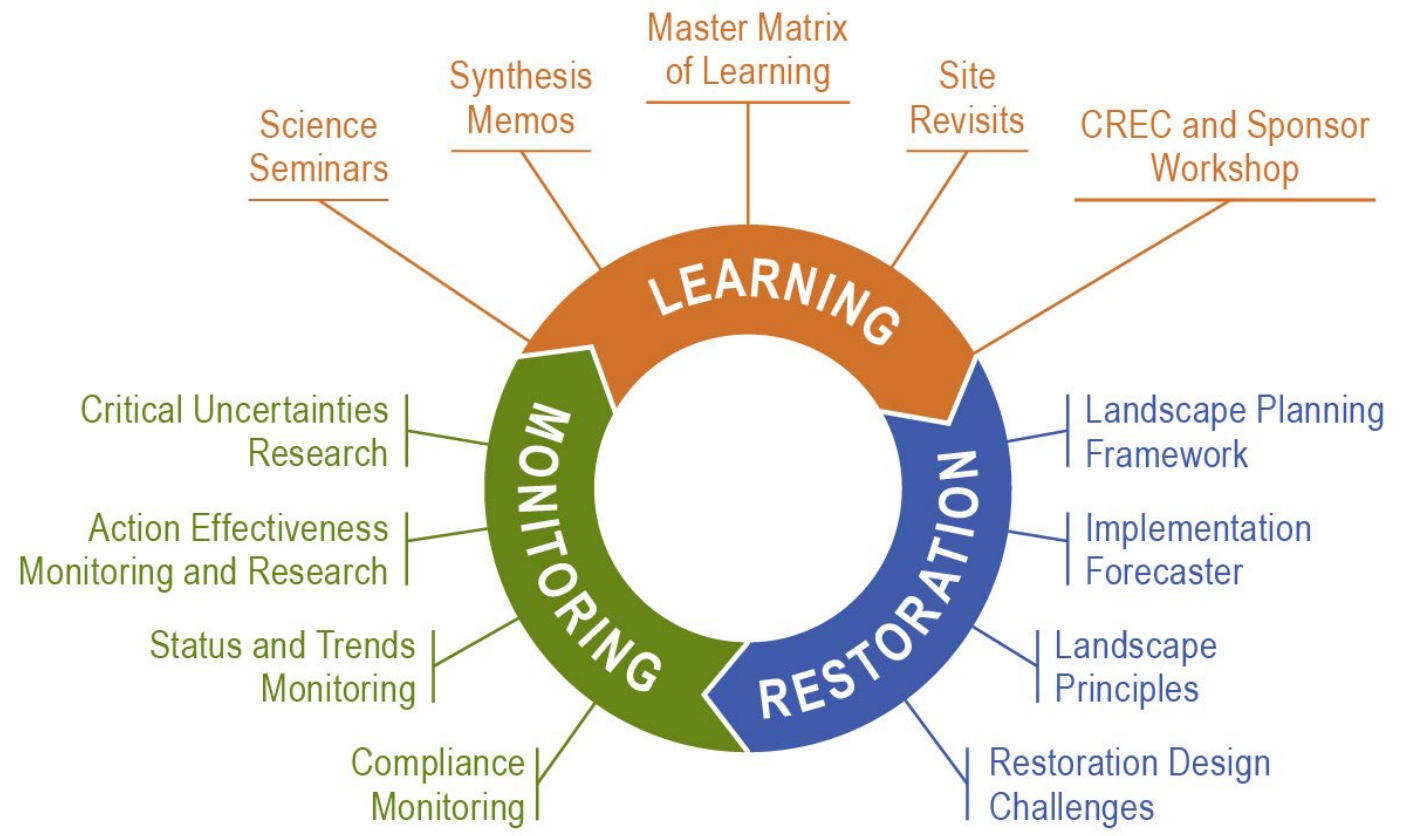 Master Matrix
of Learning
Synthesis
Memos
Site
Revisits
Science
Seminars
CREC and Sponsor
Workshop
LEARNING
MONITORING
RESTORATION
Critical Uncertainties
Research
Action Effectiveness
Monitoring and Research
Status and Trends
Monitoring
Compliance
Monitoring
Landscape Planning
Framework
Implementation
Forecaster
Landscape
Principles
Restoration Design
Challenges